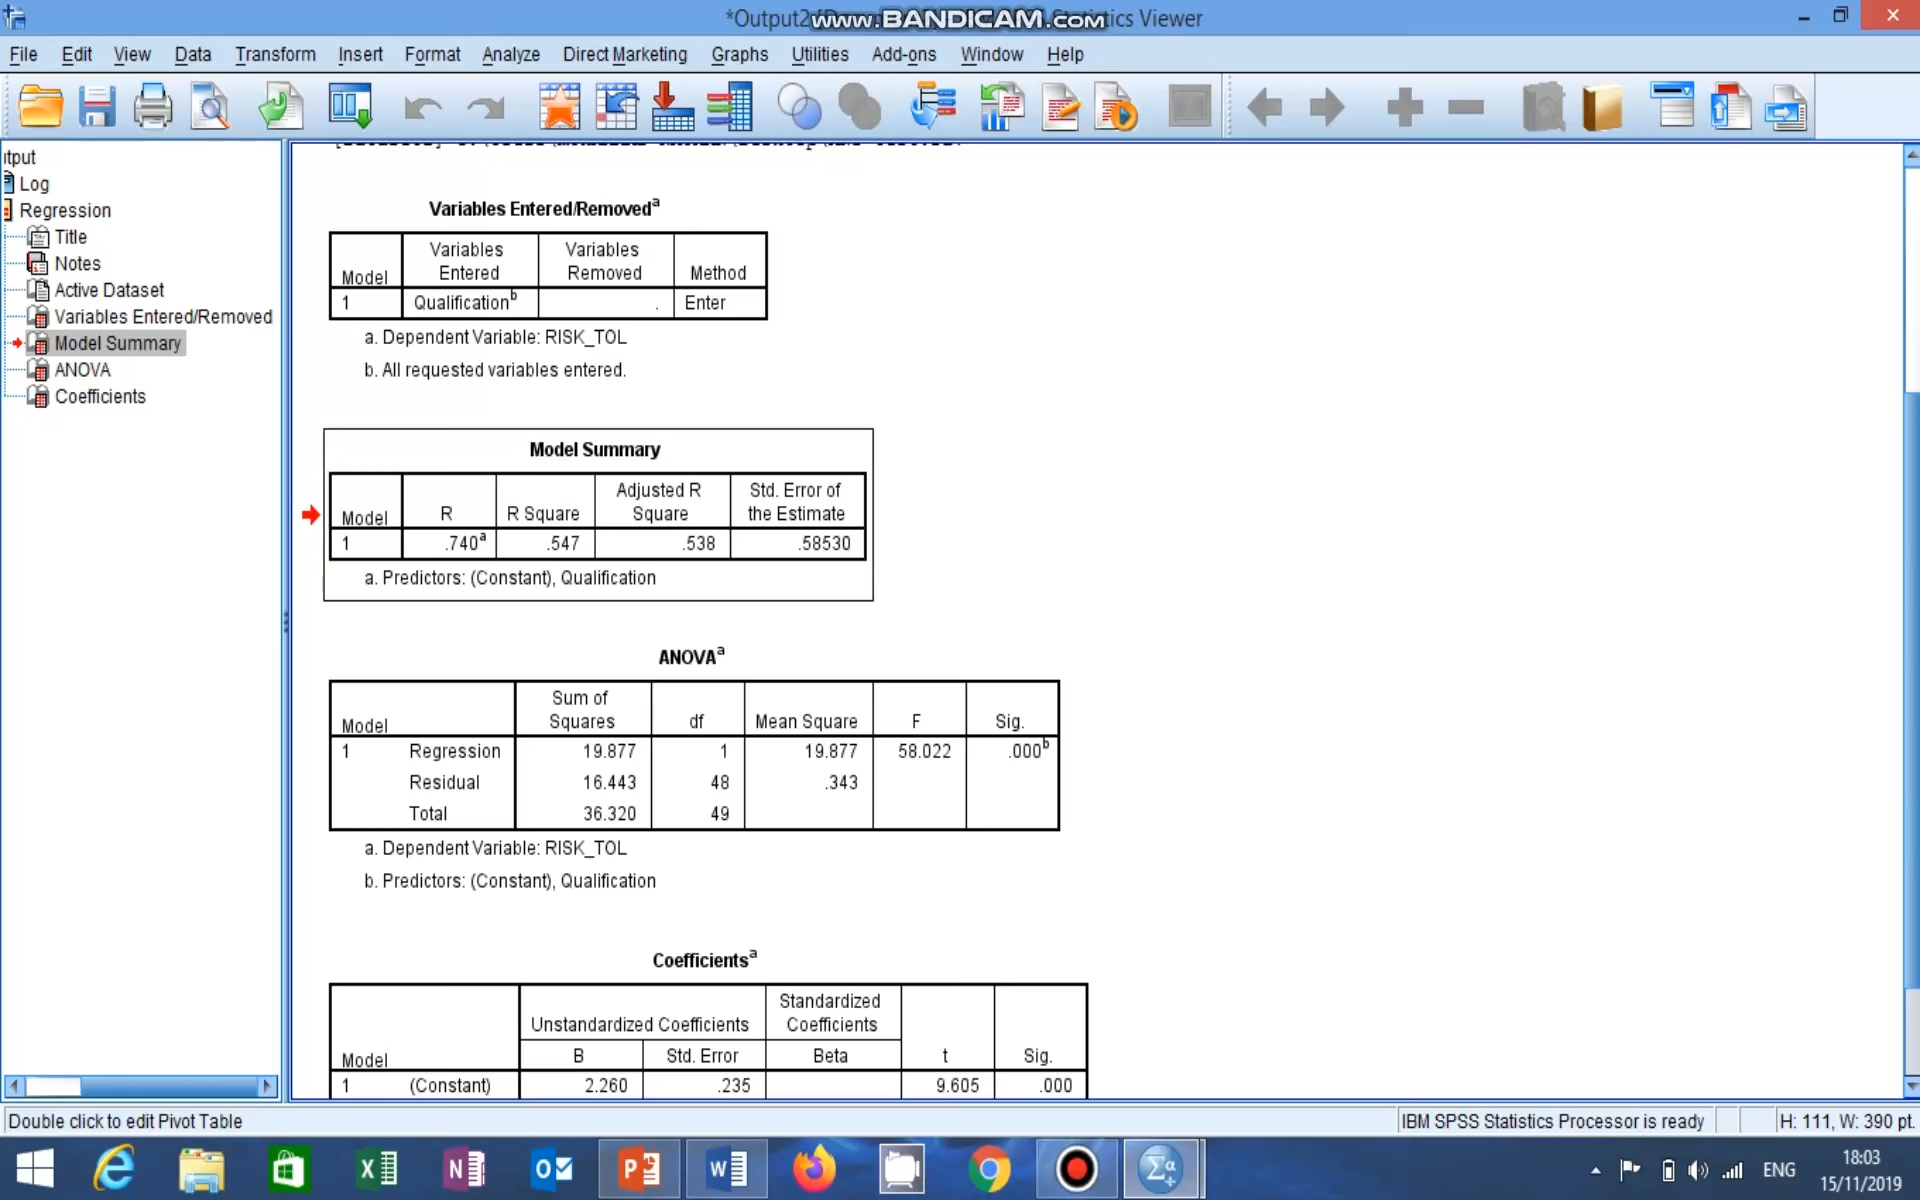 *Output2
www.BANDICAM.com
tics Viewer
File Edit View Data Transform Insert Format Analyze Direct Marketing Graphs Utilities Add-ons Window Help
Log
Regression
Title
Notes
Active Dataset
Variables Entered/Removed
Model Summary
ANOVA
Coefficients
Variables Entered/Removed a
Model Variables Entered Variables Removed Method
1 Qualification b . Enter
a. Dependent Variable: RISK_TOL
b. All requested variables entered.
Model Summary
Model R R Square Adjusted R Square Std. Error of the Estimate
1 .740 a .547 .538 .58530
a. Predictors: (Constant), Qualification
ANOVA a
Model Sum of Squares df Mean Square F Sig.
1 Regression 19.877 1 19.877 58.022 .000 b
Residual 16.443 48 .343
Total 36.320 49
a. Dependent Variable: RISK_TOL
b. Predictors: (Constant), Qualification
Coefficients a
Model Unstandardized Coefficients Standardized Coefficients t Sig.
B Std. Error Beta
1 (Constant) 2.260 .235 9.605 .000
Double click to edit Pivot Table
IBM SPSS Statistics Processor is ready
H: 111, W: 390 pt.
ENG
18:03
15/11/2019